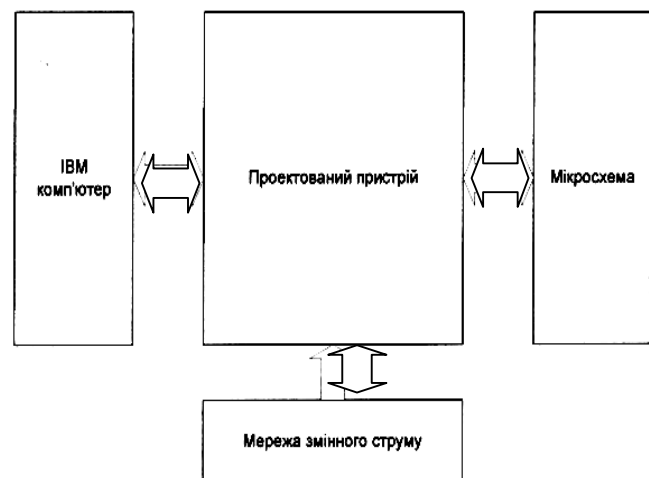 IBM
комп'ютер
Проектований пристрій
Мікросхема
Мережа змінного струму